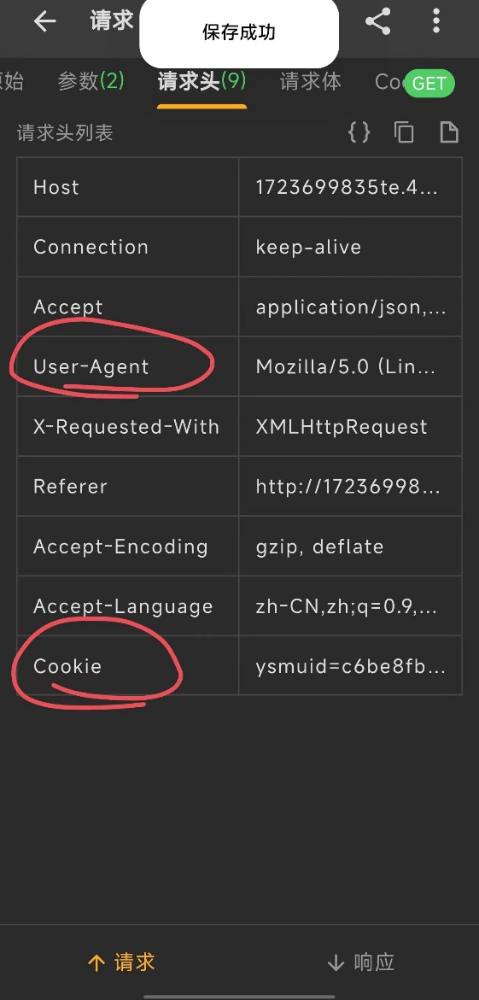 请求
保存成功
原始 参数(2) 请求头(9) 请求体 Coo GET
请求头列表
Host 1723699835te.4...
Connection keep-alive
Accept application/json,...
User-Agent Mozilla/5.0 (Lin...
X-Requested-With XMLHttpRequest
Referer http://17236998...
Accept-Encoding gzip, deflate
Accept-Language zh-CN,zh;q=0.9,...
Cookie ysmuid=c6be8fb...
请求 响应